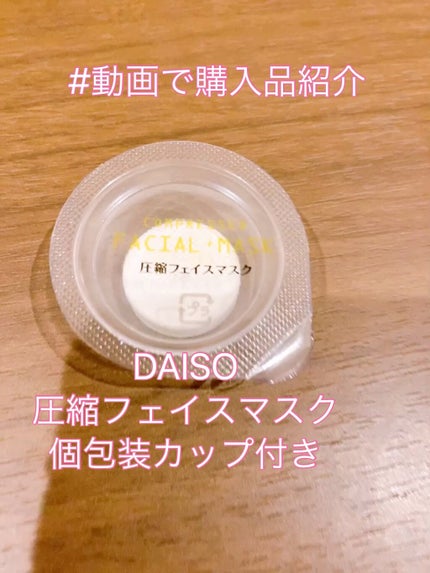 #動画で購入品紹介
COMPRESSED
FACIAL・MASK
圧縮フェイスマスク
プラ
DAISO
圧縮フェイスマスク
個包装カップ付き